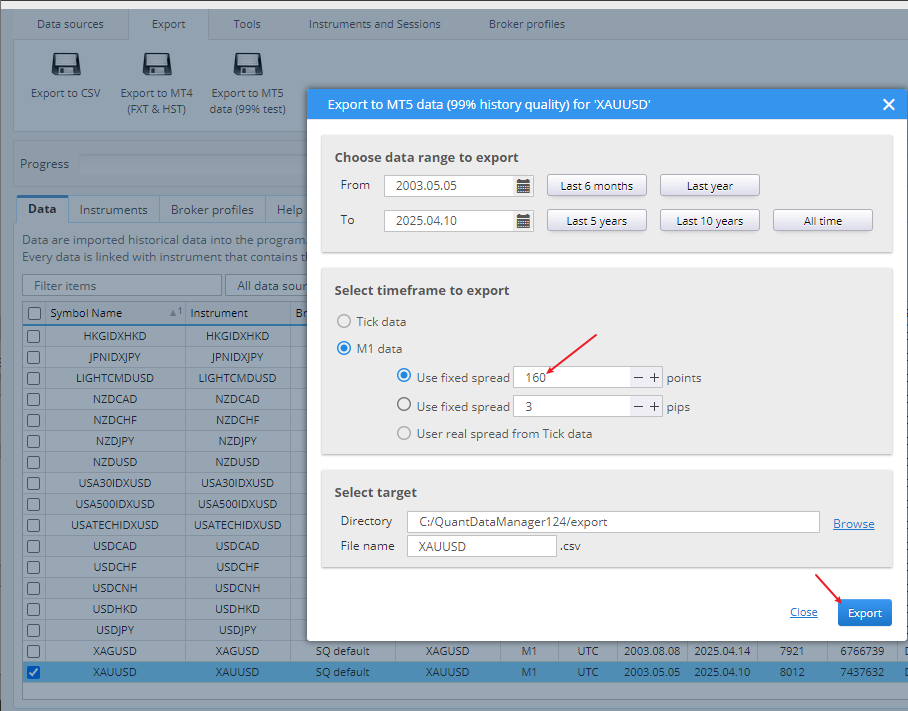 Data sources Export Tools Instruments and Sessions Broker profiles
Export to CSV Export to MT4 Export to MT5
(FXT & HST) data (99% test)
Progress
Data Instruments Broker profiles Help
Data are imported historical data into the program.
Every data is linked with instrument that contains
Filter items All data
Symbol Name 1 Instrument
HKGIDXHKD HKGIDXHKD
JPNIDXJPY JPNIDXJPY
LIGHTCMDUSD LIGHTCMDUSD
NZDCAD NZDCAD
NZDCHF NZDCHF
NZDJPY NZDJPY
NZDUSD NZDUSD
USA30IDXUSD USA30IDXUSD
USA500IDXUSD USA500IDXUSD
USATECHIDXUSD USATECHIDXUSD
USDCAD USDCAD
USDCHF USDCHF
USDCNH USDCNH
USDHKD USDHKD
USDJPY USDJPY
XAGUSD XAGUSD SQ default XAGUSD M1 UTC 2003.08.08 2025.04.14 7921 6766739
XAUUSD XAUUSD SQ default XAUUSD M1 UTC 2003.05.05 2025.04.10 8012 7437632
Export to MT5 data (99% history quality) for 'XAUUSD'
Choose data range to export
From 2003.05.05 Last 6 months Last year
To 2025.04.10 Last 5 years Last 10 years All time
Select timeframe to export
Tick data
M1 data
Use fixed spread 160 − + points
Use fixed spread 3 − + pips
User real spread from Tick data
Select target
Directory C:/QuantDataManager124/export Browse
File name XAUUSD .csv
Close Export